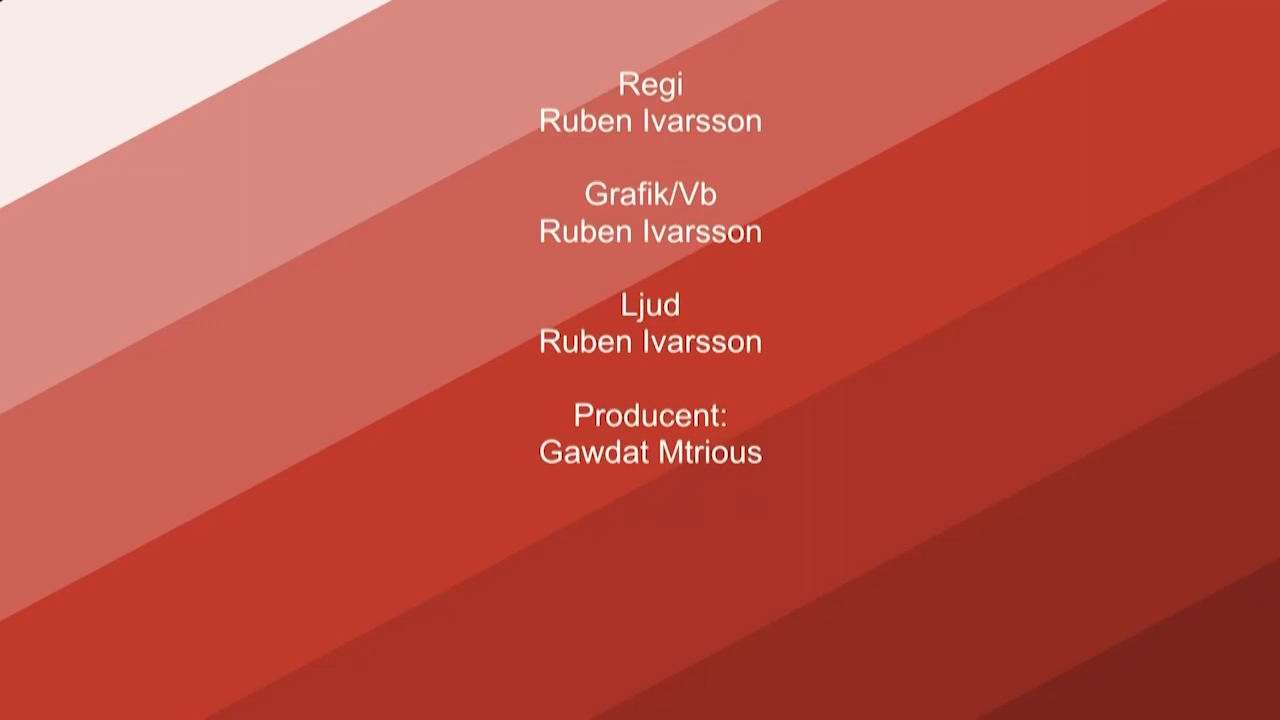 Regi
Ruben Ivarsson
Grafik/Vb
Ruben Ivarsson
Ljud
Ruben Ivarsson
Producent:
Gawdat Mtrious